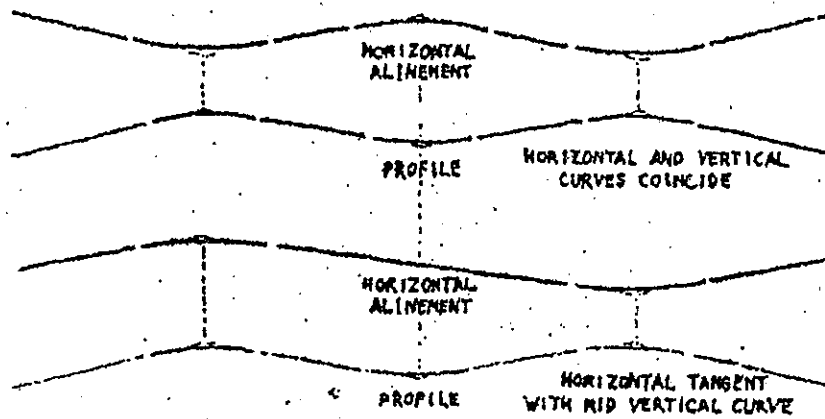 HORIZONTAL
ALINEMENT
PROFILE
HORIZONTAL AND VERTICAL
CURVES COINCIDE
HORIZONTAL
ALINEMENT
PROFILE
HORIZONTAL TANGENT
WITH MID VERTICAL CURVE